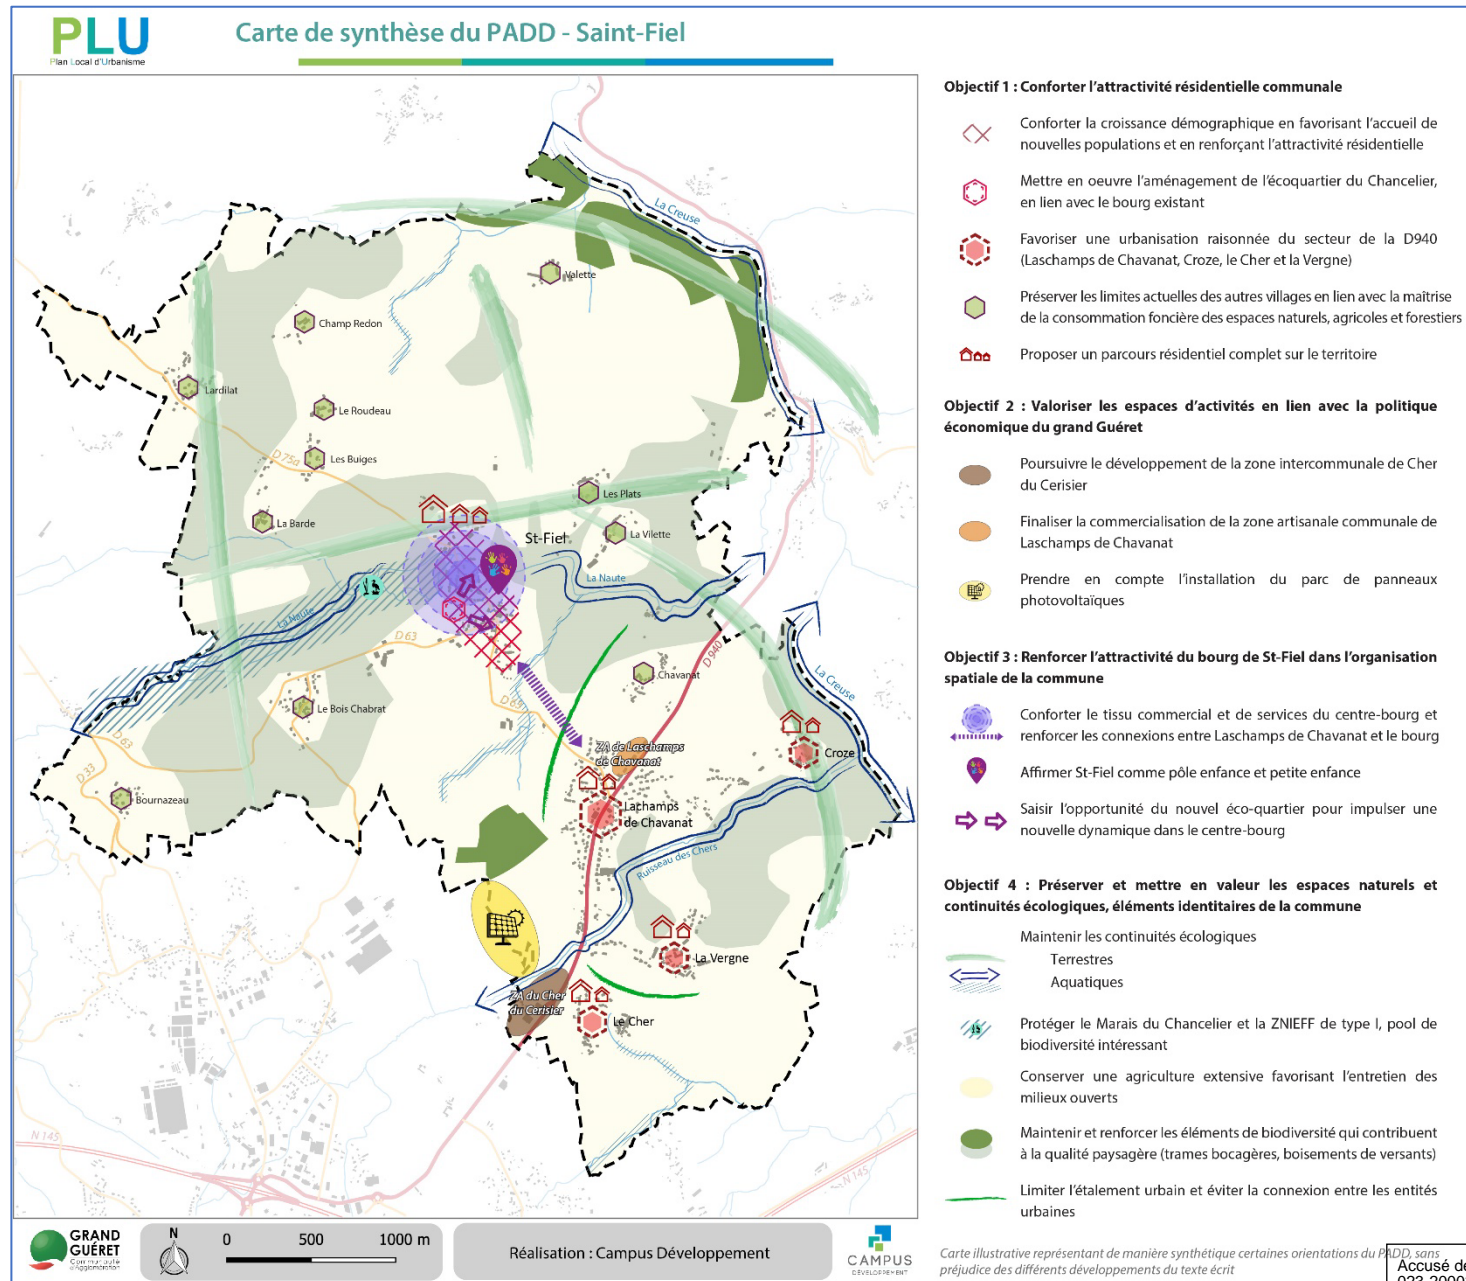 PLU
Plan Local d'Urbanisme
Carte de synthèse du PADD - Saint-Fiel
La Creuse
Valette
Champ Redon
Lardilat
Le Roudeau
D 75a
Les Buiges
Les Plats
La Barde
St-Fiel
La Vilette
La Naute
La Naute
D 63
D 940
Chavanat
La Creuse
Le Bois Chabrat
D 63
D 63
D 33
ZA de Laschamps
de Chavanat
Croze
Bournazeau
Lachamps
de Chavanat
Ruisseau des Chers
La Vergne
ZA du Cher
du Cerisier
Le Cher
N 145
N 145
Objectif 1 : Conforter l'attractivité résidentielle communale
Conforter la croissance démographique en favorisant l'accueil de
nouvelles populations et en renforçant l'attractivité résidentielle
Mettre en oeuvre l'aménagement de l'écoquartier du Chancelier,
en lien avec le bourg existant
Favoriser une urbanisation raisonnée du secteur de la D940
(Laschamps de Chavanat, Croze, le Cher et la Vergne)
Préserver les limites actuelles des autres villages en lien avec la maîtrise
de la consommation foncière des espaces naturels, agricoles et forestiers
Proposer un parcours résidentiel complet sur le territoire
Objectif 2 : Valoriser les espaces d'activités en lien avec la politique
économique du grand Guéret
Poursuivre le développement de la zone intercommunale de Cher
du Cerisier
Finaliser la commercialisation de la zone artisanale communale de
Laschamps de Chavanat
Prendre en compte l'installation du parc de panneaux
photovoltaïques
Objectif 3 : Renforcer l'attractivité du bourg de St-Fiel dans l'organisation
spatiale de la commune
Conforter le tissu commercial et de services du centre-bourg et
renforcer les connexions entre Laschamps de Chavanat et le bourg
Affirmer St-Fiel comme pôle enfance et petite enfance
Saisir l'opportunité du nouvel éco-quartier pour impulser une
nouvelle dynamique dans le centre-bourg
Objectif 4 : Préserver et mettre en valeur les espaces naturels et
continuités écologiques, éléments identitaires de la commune
Maintenir les continuités écologiques
Terrestres
Aquatiques
Protéger le Marais du Chancelier et la ZNIEFF de type I, pool de
biodiversité intéressant
Conserver une agriculture extensive favorisant l'entretien des
milieux ouverts
Maintenir et renforcer les éléments de biodiversité qui contribuent
à la qualité paysagère (trames bocagères, boisements de versants)
Limiter l'étalement urbain et éviter la connexion entre les entités
urbaines
GRAND
GUÉRET
Communauté
d'Agglomération
N
0 500 1000 m
Réalisation : Campus Développement
CAMPUS
DÉVELOPPEMENT
Carte illustrative représentant de manière synthétique certaines orientations du PADD, sans
préjudice des différents développements du texte écrit
Accusé de